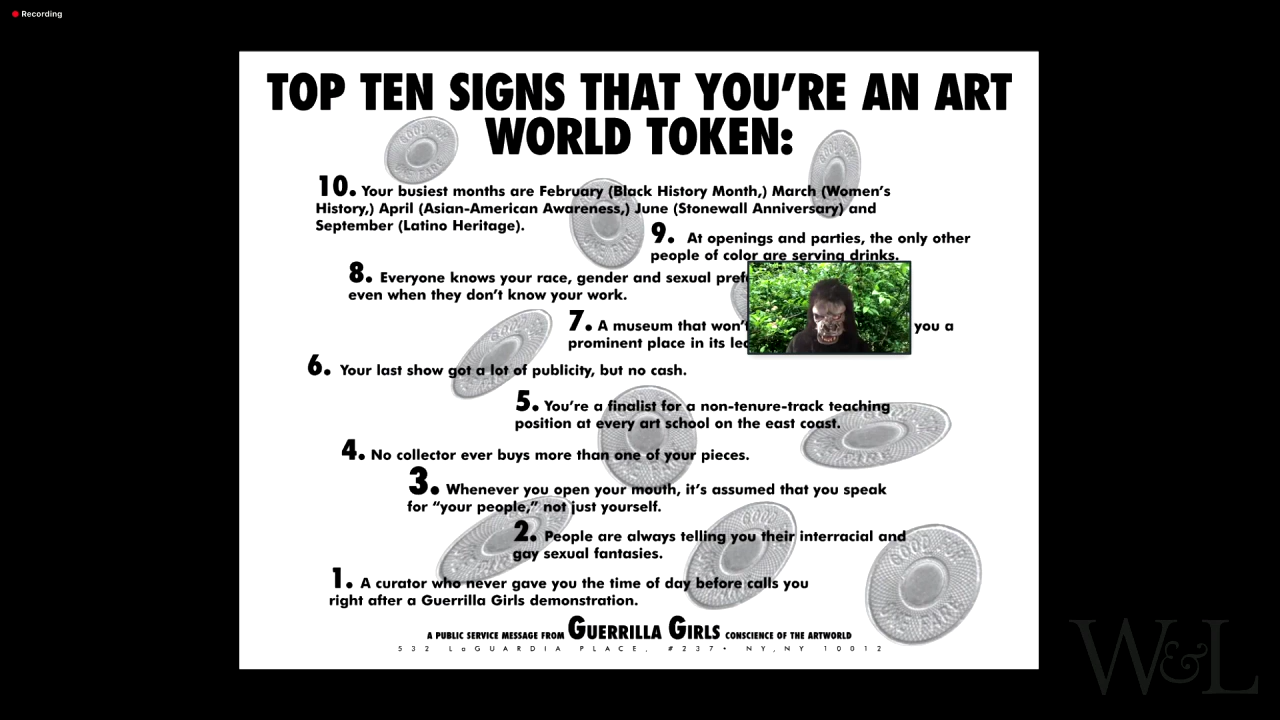 Recording
TOP TEN SIGNS THAT YOU'RE AN ART
WORLD TOKEN:
10. Your busiest months are February (Black History Month,) March (Women's
History,) April (Asian-American Awareness,) June (Stonewall Anniversary) and
September (Latino Heritage).
9. At openings and parties, the only other
people of color are serving drinks.
8. Everyone knows your race, gender and sexual
even when they don't know your work.
7. A museum that won't you a
prominent place in its
6. Your last show got a lot of publicity, but no cash.
5. You're a finalist for a non-tenure-track teaching
position at every art school on the east coast.
4. No collector ever buys more than one of your pieces.
3. Whenever you open your mouth, it's assumed that you speak
for "your people," not just yourself.
2. People are always telling you their interracial and
gay sexual fantasies.
1. A curator who never gave you the time of day before calls you
right after a Guerrilla Girls demonstration.
A PUBLIC SERVICE MESSAGE FROM GUERRILLA GIRLS CONSCIENCE OF THE ARTWORLD
532 LaGUARDIA PLACE, #237• NY,NY 10012
GOOD FOR
ONE FARE
W&L